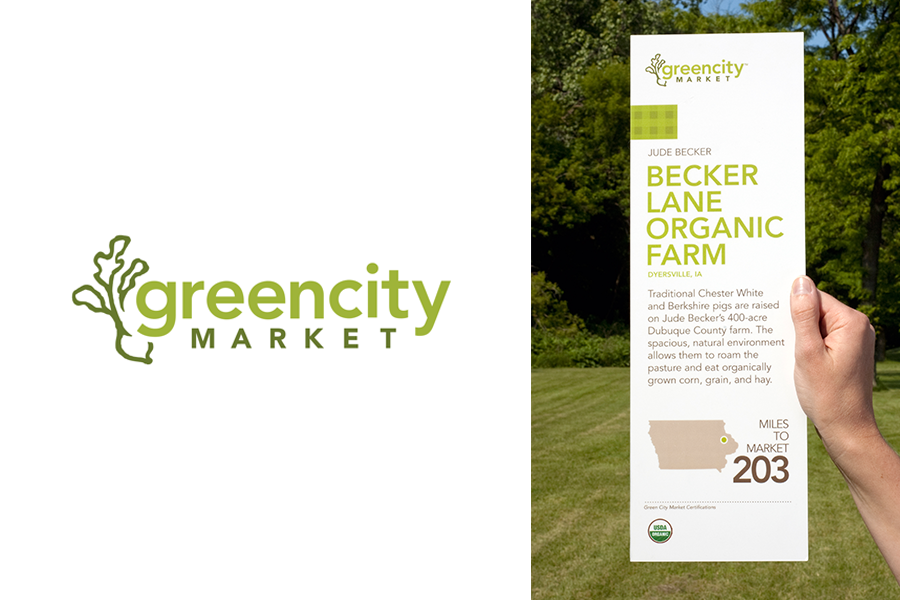 greencity
MARKET
greencity™
MARKET
JUDE BECKER
BECKER
LANE
ORGANIC
FARM
DYERSVILLE, IA
Traditional Chester White
and Berkshire pigs are raised
on Jude Becker's 400-acre
Dubuque County farm. The
spacious, natural environment
allows them to roam the
pasture and eat organically
grown corn, grain, and hay.
MILES
TO
MARKET
203
Green City Market Certifications
USDA
ORGANIC